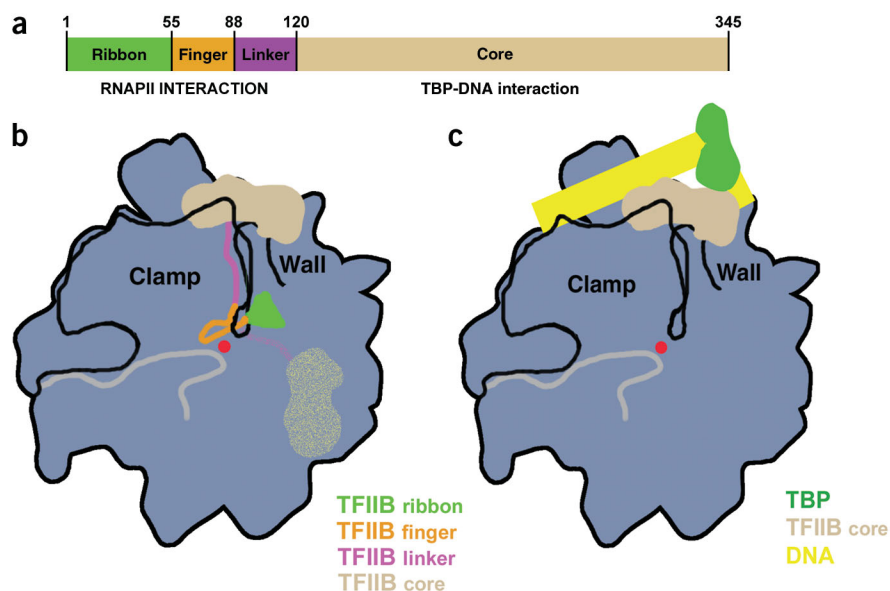 a
1 55 88 120 345
Ribbon Finger Linker Core
RNAPII INTERACTION TBP-DNA interaction
b
Clamp
Wall
TFIIB ribbon
TFIIB finger
TFIIB linker
TFIIB core
c
Clamp
Wall
TBP
TFIIB core
DNA